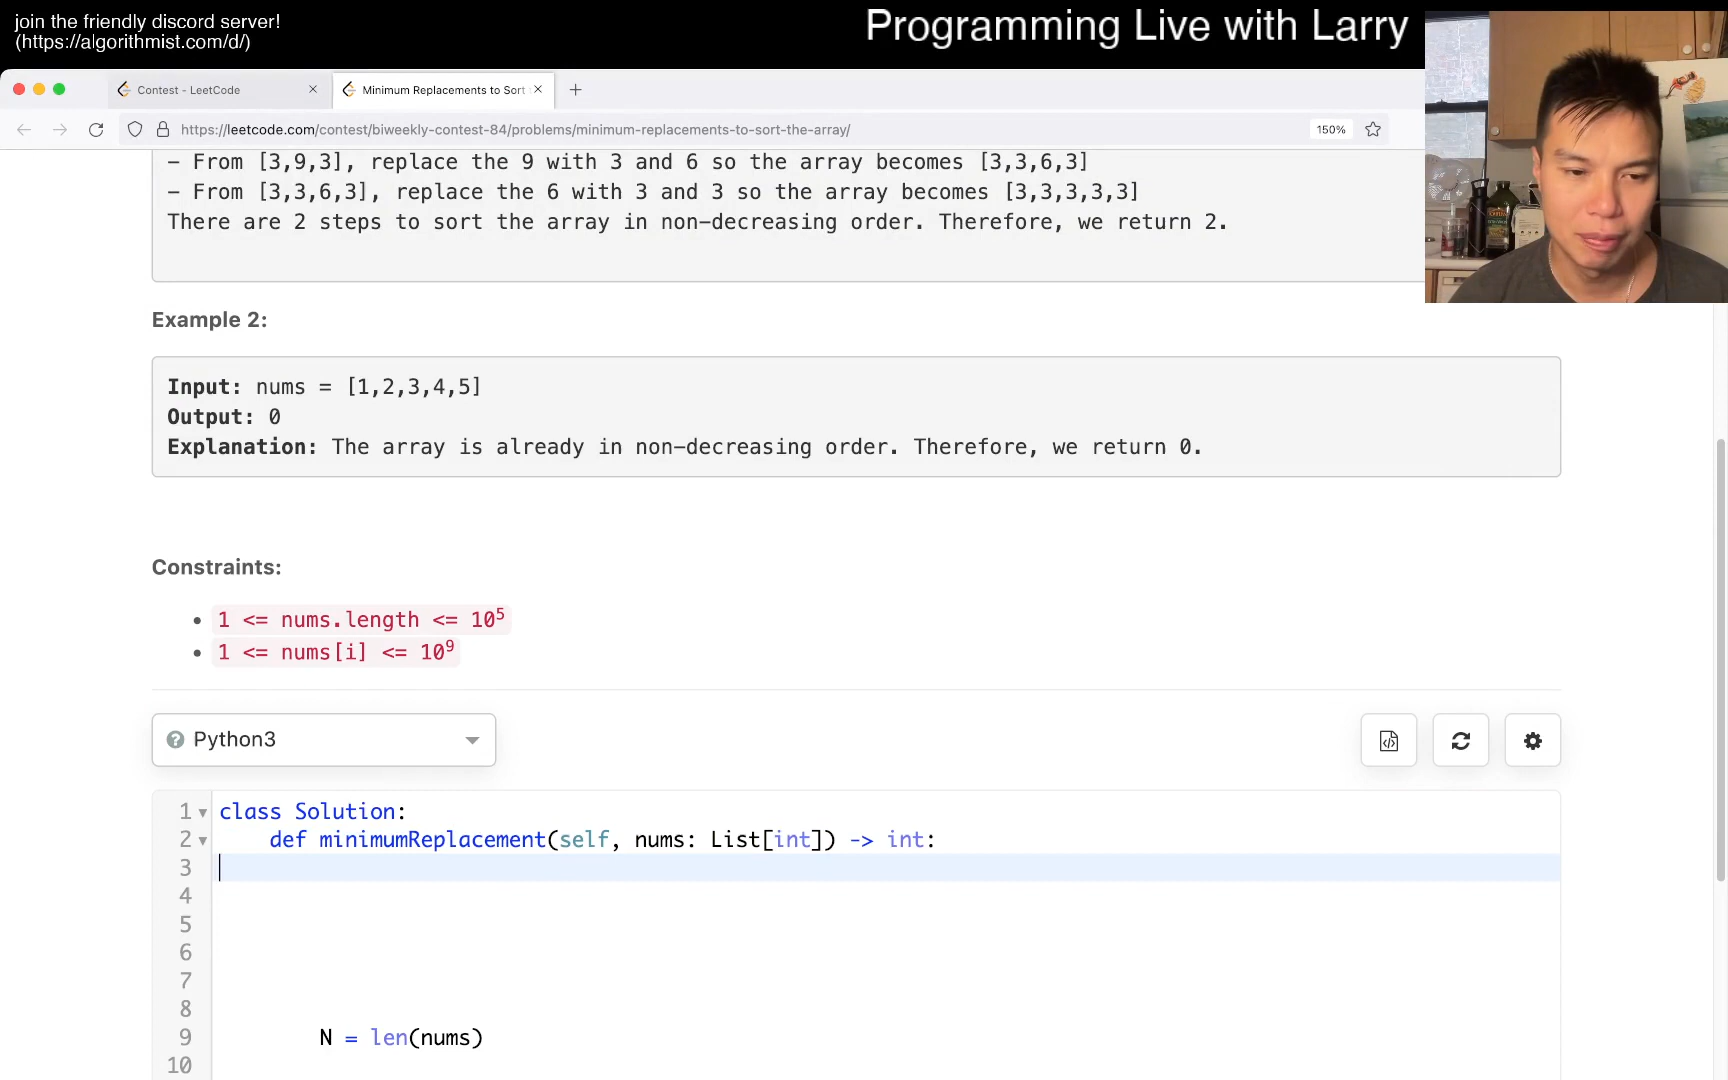 join the friendly discord server!
(https://algorithmist.com/d/)
Programming Live with Larry
Contest - LeetCode
Minimum Replacements to Sort
https://leetcode.com/contest/biweekly-contest-84/problems/minimum-replacements-to-sort-the-array/
150%
- From [3,9,3], replace the 9 with 3 and 6 so the array becomes [3,3,6,3]
- From [3,3,6,3], replace the 6 with 3 and 3 so the array becomes [3,3,3,3,3]
There are 2 steps to sort the array in non-decreasing order. Therefore, we return 2.
Example 2:
Input: nums = [1,2,3,4,5]
Output: 0
Explanation: The array is already in non-decreasing order. Therefore, we return 0.
Constraints:
• 1 <= nums.length <= 10⁵
• 1 <= nums[i] <= 10⁹
Python3
1 class Solution:
2 def minimumReplacement(self, nums: List[int]) -> int:
3
4
5
6
7
8
9 N = len(nums)
10